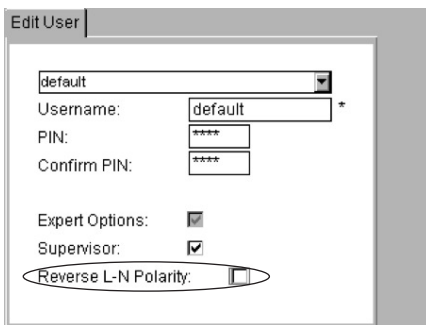 Edit User
default
Username: default *
PIN: ****
Confirm PIN: ****
Expert Options:
Supervisor:
Reverse L-N Polarity: